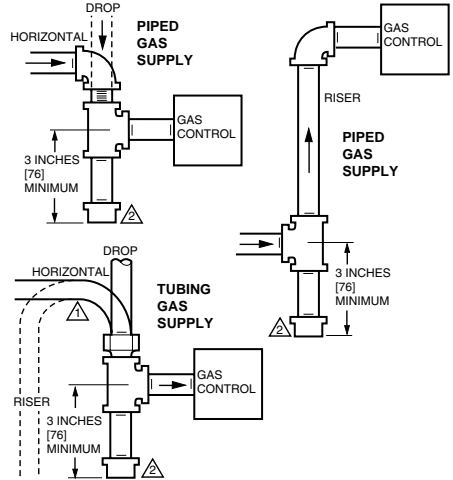 DROP
HORIZONTAL
PIPED
GAS
SUPPLY
GAS
CONTROL
3 INCHES
[76]
MINIMUM
2
GAS
CONTROL
RISER
PIPED
GAS
SUPPLY
3 INCHES
[76]
MINIMUM
2
DROP
HORIZONTAL
1
TUBING
GAS
SUPPLY
GAS
CONTROL
RISER
3 INCHES
[76]
MINIMUM
2